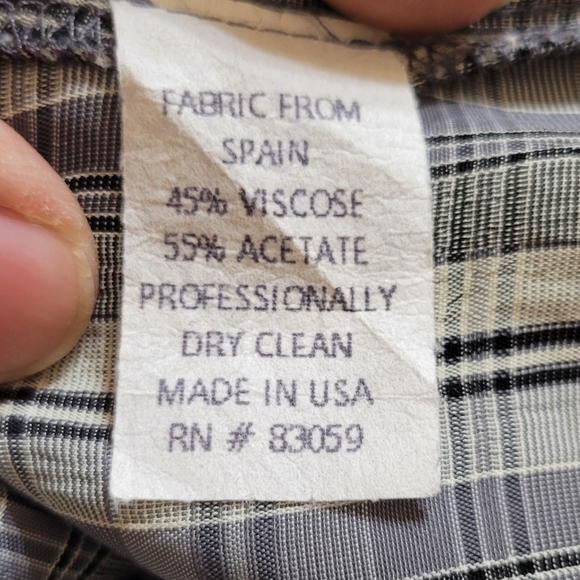 FABRIC FROM
SPAIN
45% VISCOSE
55% ACETATE
PROFESSIONALLY
DRY CLEAN
MADE IN USA
RN # 83059